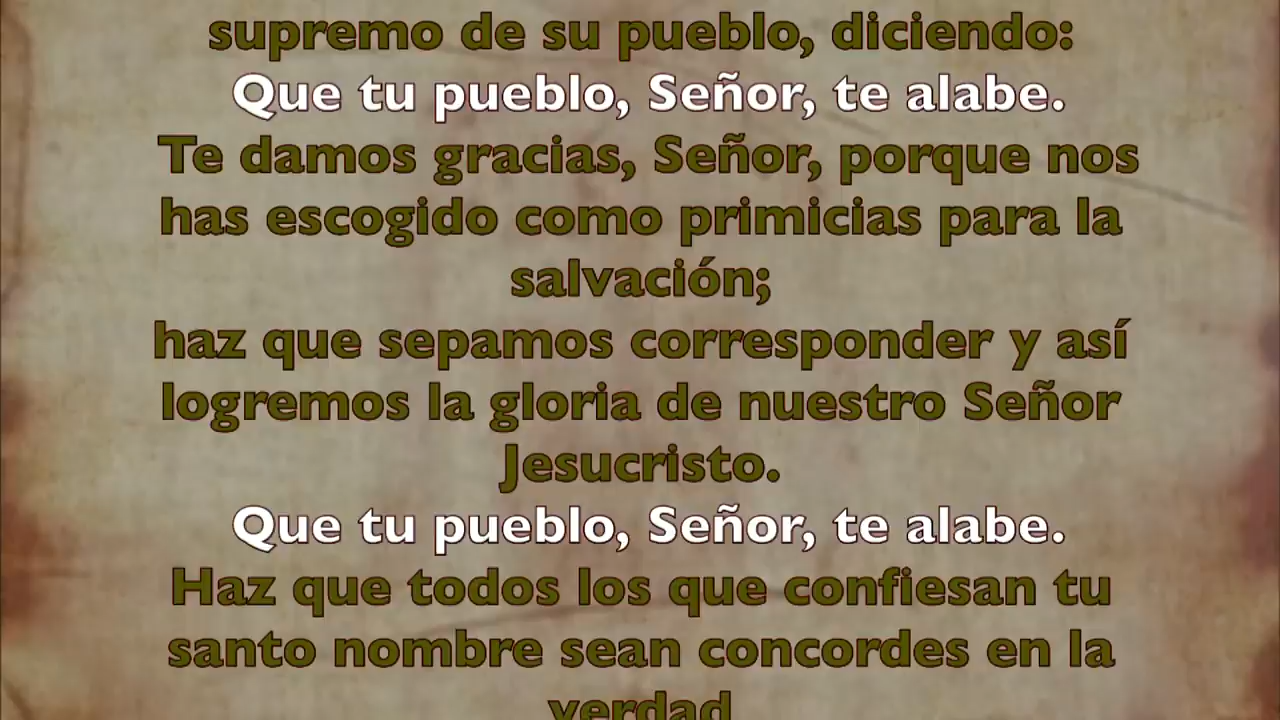 supremo de su pueblo, diciendo:
Que tu pueblo, Señor, te alabe.
Te damos gracias, Señor, porque nos
has escogido como primicias para la
salvación;
haz que sepamos corresponder y así
logremos la gloria de nuestro Señor
Jesucristo.
Que tu pueblo, Señor, te alabe.
Haz que todos los que confiesan tu
santo nombre sean concordes en la
verdad